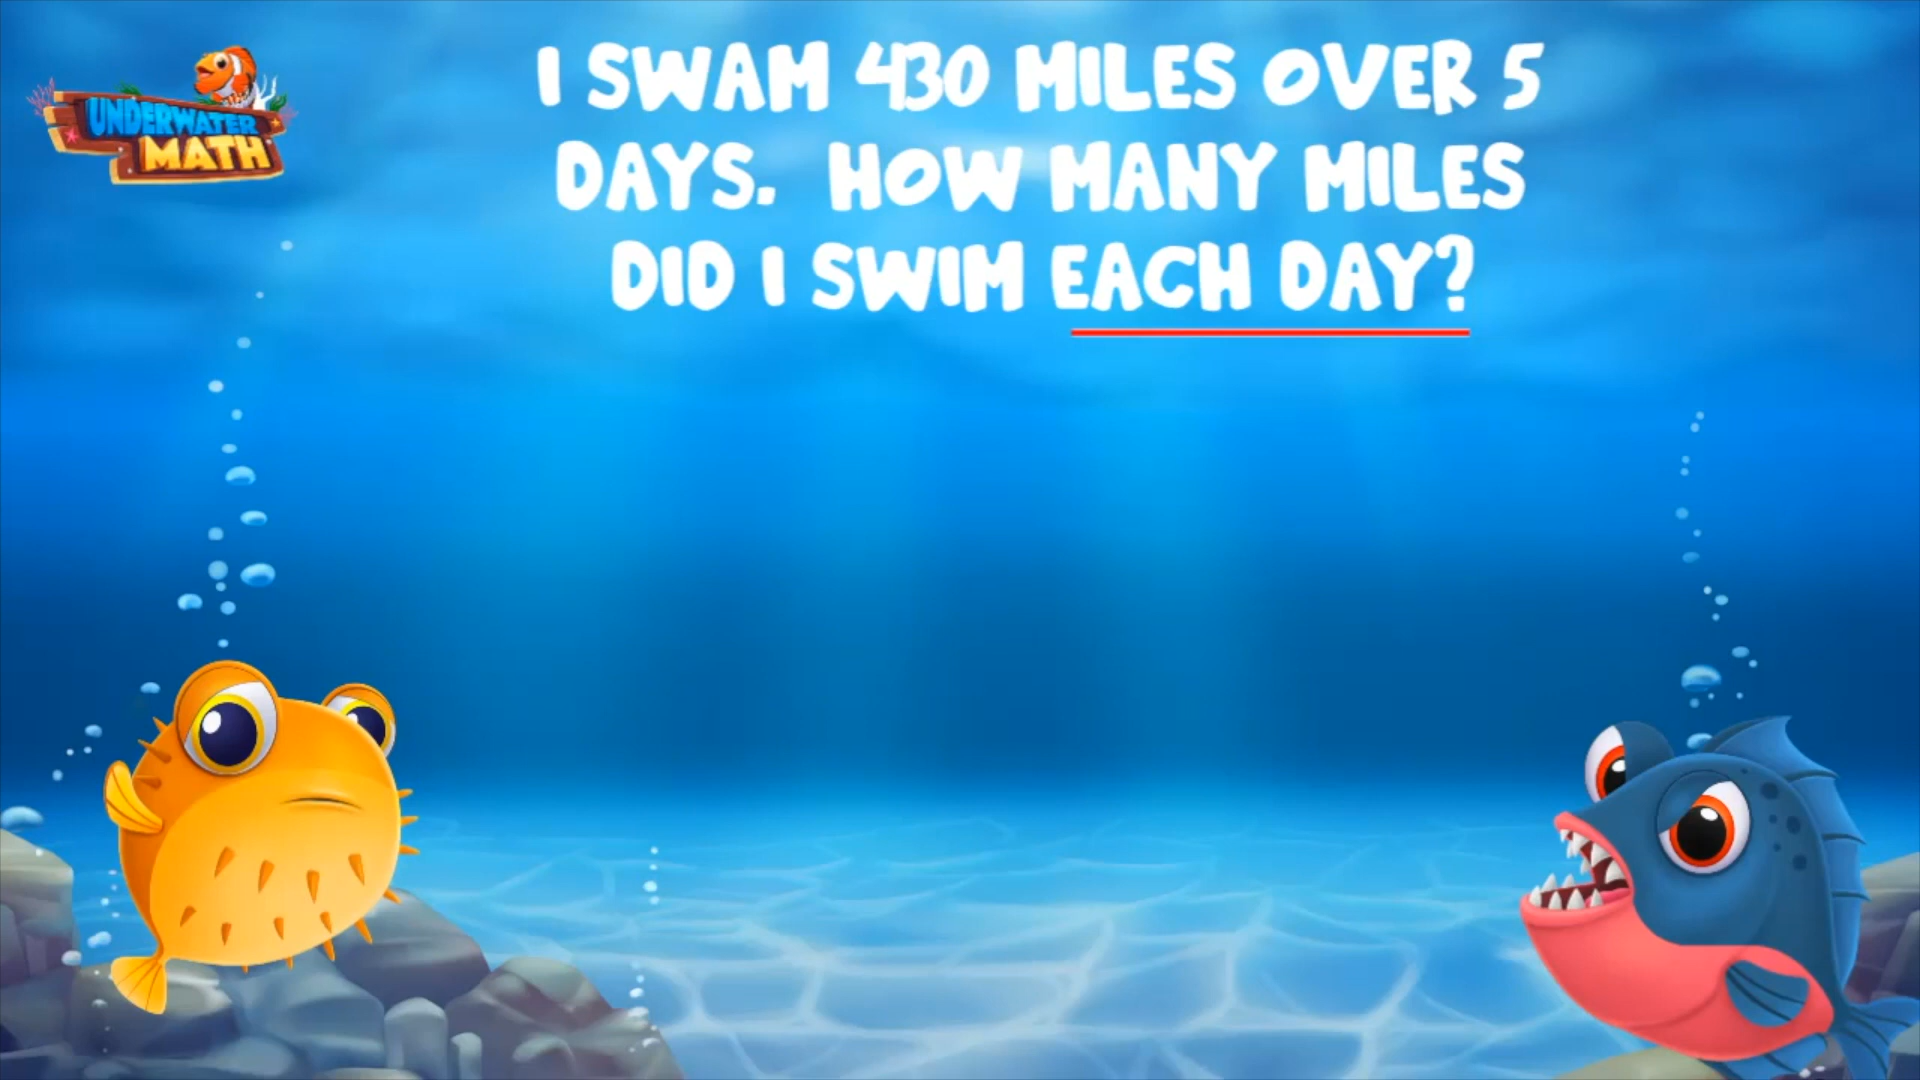 UNDERWATER
MATH
I SWAM 430 MILES OVER 5
DAYS. HOW MANY MILES
DID I SWIM EACH DAY?